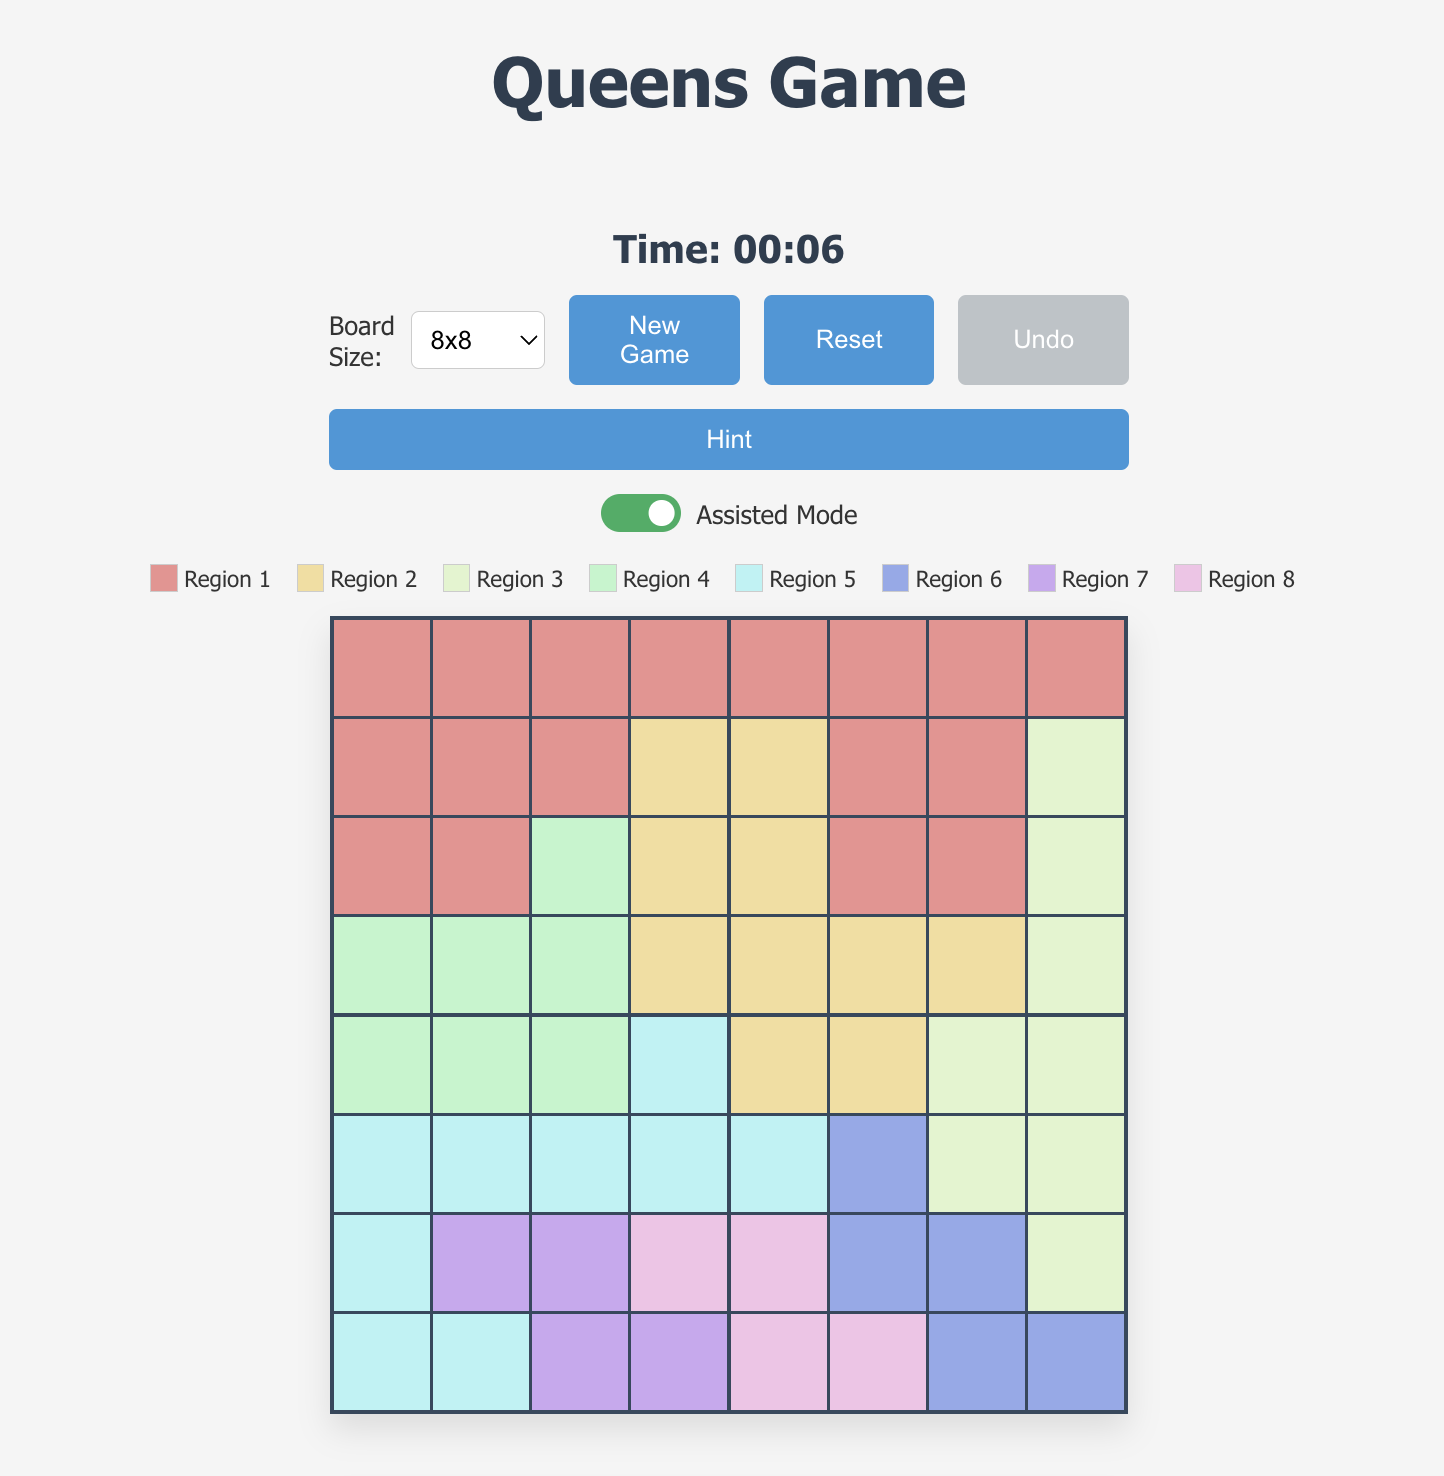 Queens Game
Time: 00:06
Board
Size:
8x8
New
Game
Reset
Undo
Hint
Assisted Mode
Region 1 Region 2 Region 3 Region 4 Region 5 Region 6 Region 7 Region 8